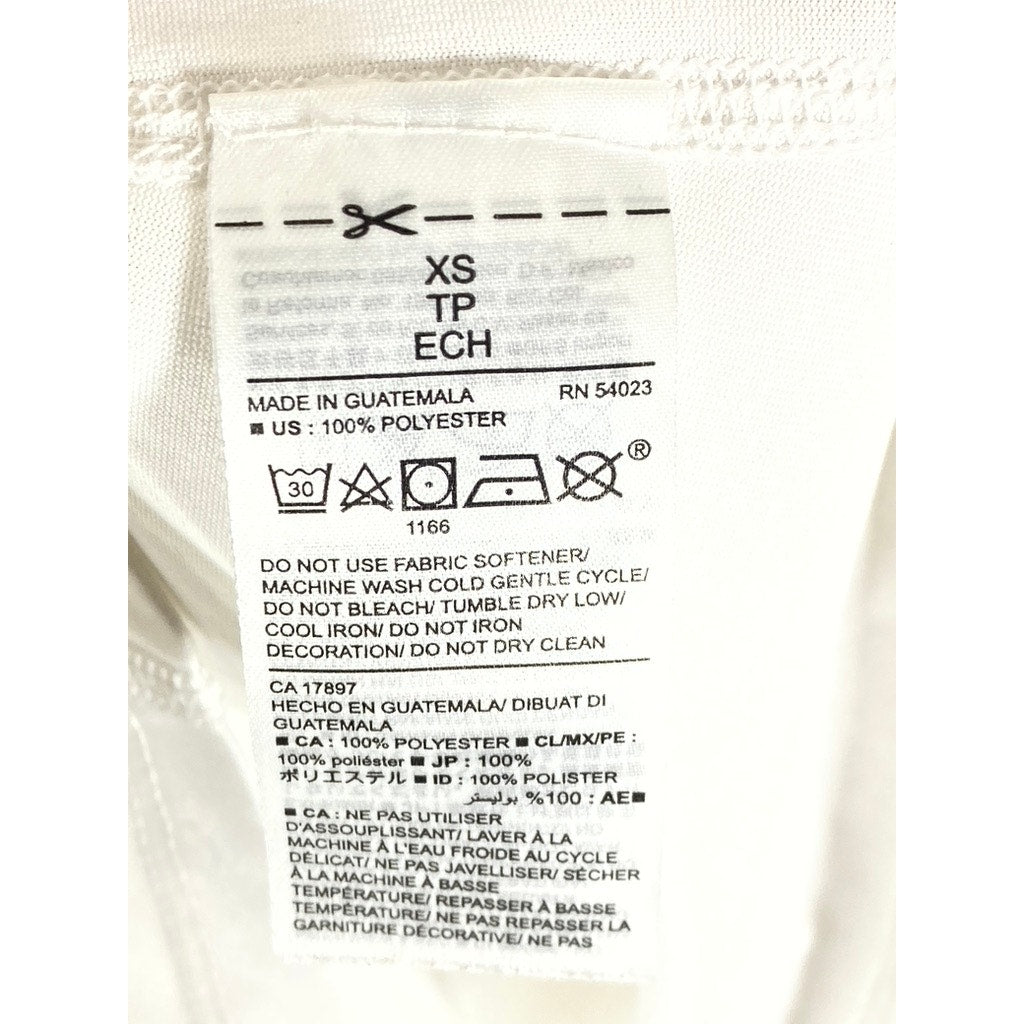 XS
TP
ECH
MADE IN GUATEMALA RN 54023
■ US : 100% POLYESTER
30 ®
1166
DO NOT USE FABRIC SOFTENER/
MACHINE WASH COLD GENTLE CYCLE/
DO NOT BLEACH/ TUMBLE DRY LOW/
COOL IRON/ DO NOT IRON
DECORATION/ DO NOT DRY CLEAN
CA 17897
HECHO EN GUATEMALA/ DIBUAT DI
GUATEMALA
■ CA : 100% POLYESTER ■ CL/MX/PE :
100% poliéster ■ JP : 100%
ポリエステル ■ ID : 100% POLISTER
■AE : 100% بوليستر
■ CA : NE PAS UTILISER
D'ASSOUPLISSANT/ LAVER À LA
MACHINE À L'EAU FROIDE AU CYCLE
DÉLICAT/ NE PAS JAVELLISER/ SÉCHER
À LA MACHINE À BASSE
TEMPÉRATURE/ REPASSER À BASSE
TEMPÉRATURE/ NE PAS REPASSER LA
GARNITURE DÉCORATIVE/ NE PAS